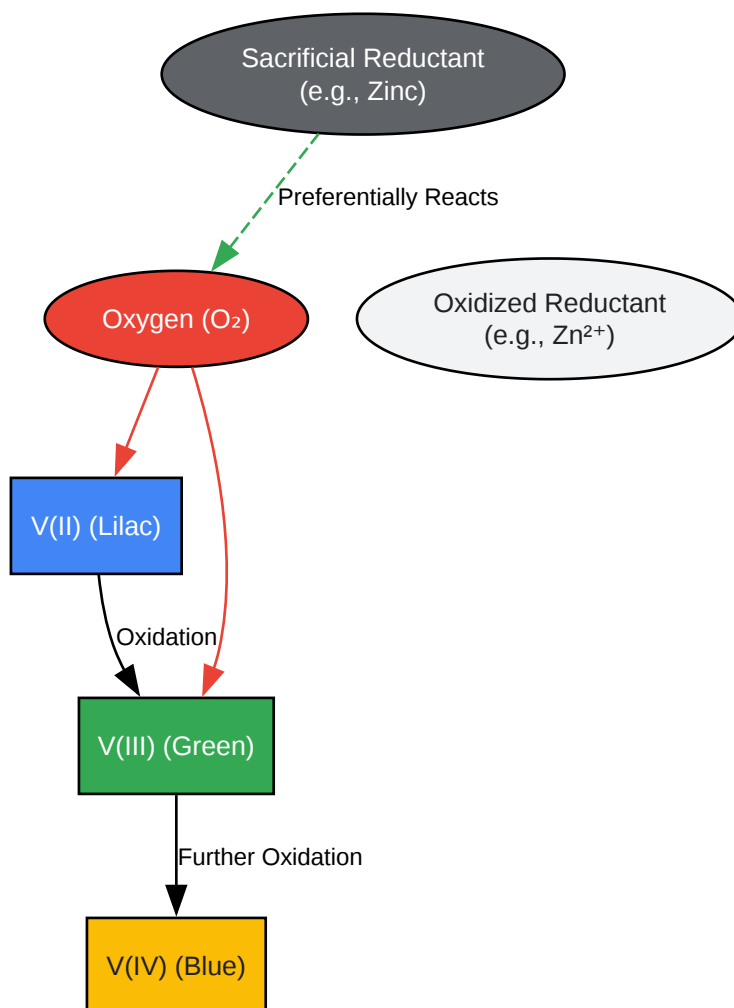 Sacrificial Reductant
(e.g., Zinc)
Preferentially Reacts
Oxygen (O₂)
Oxidized Reductant
(e.g., Zn²⁺)
V(II) (Lilac)
Oxidation
V(III) (Green)
Further Oxidation
V(IV) (Blue)